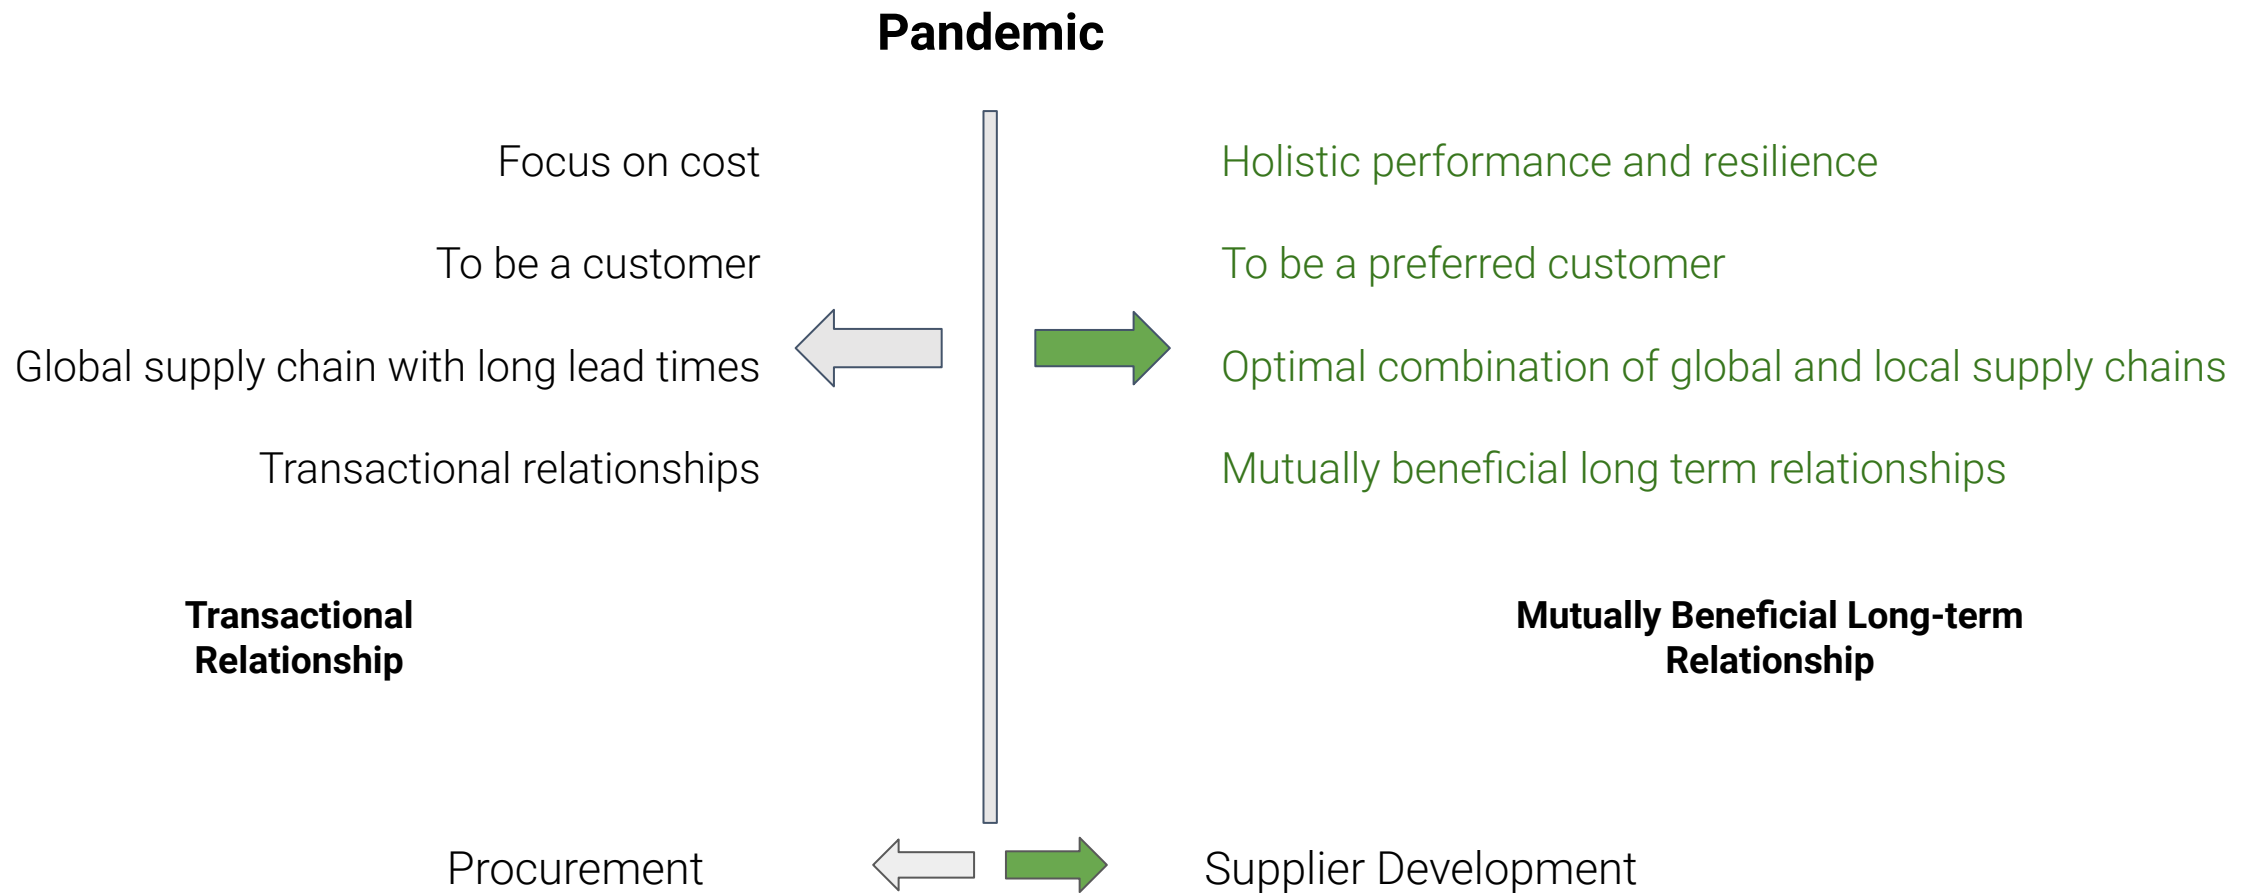 Pandemic
Focus on cost
Holistic performance and resilience
To be a customer
To be a preferred customer
Global supply chain with long lead times
Optimal combination of global and local supply chains
Transactional relationships
Mutually beneficial long term relationships
Transactional
Relationship
Mutually Beneficial Long-term
Relationship
Procurement
Supplier Development